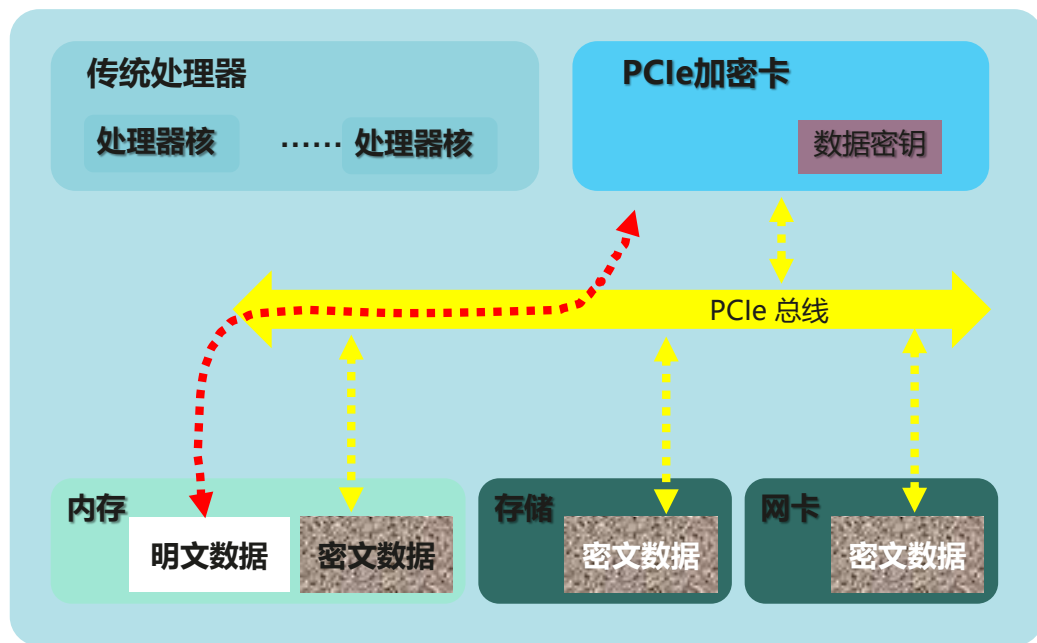 传统处理器
处理器核 ...... 处理器核
PCIe加密卡
数据密钥
PCIe 总线
内存
明文数据
密文数据
存储
密文数据
网卡
密文数据